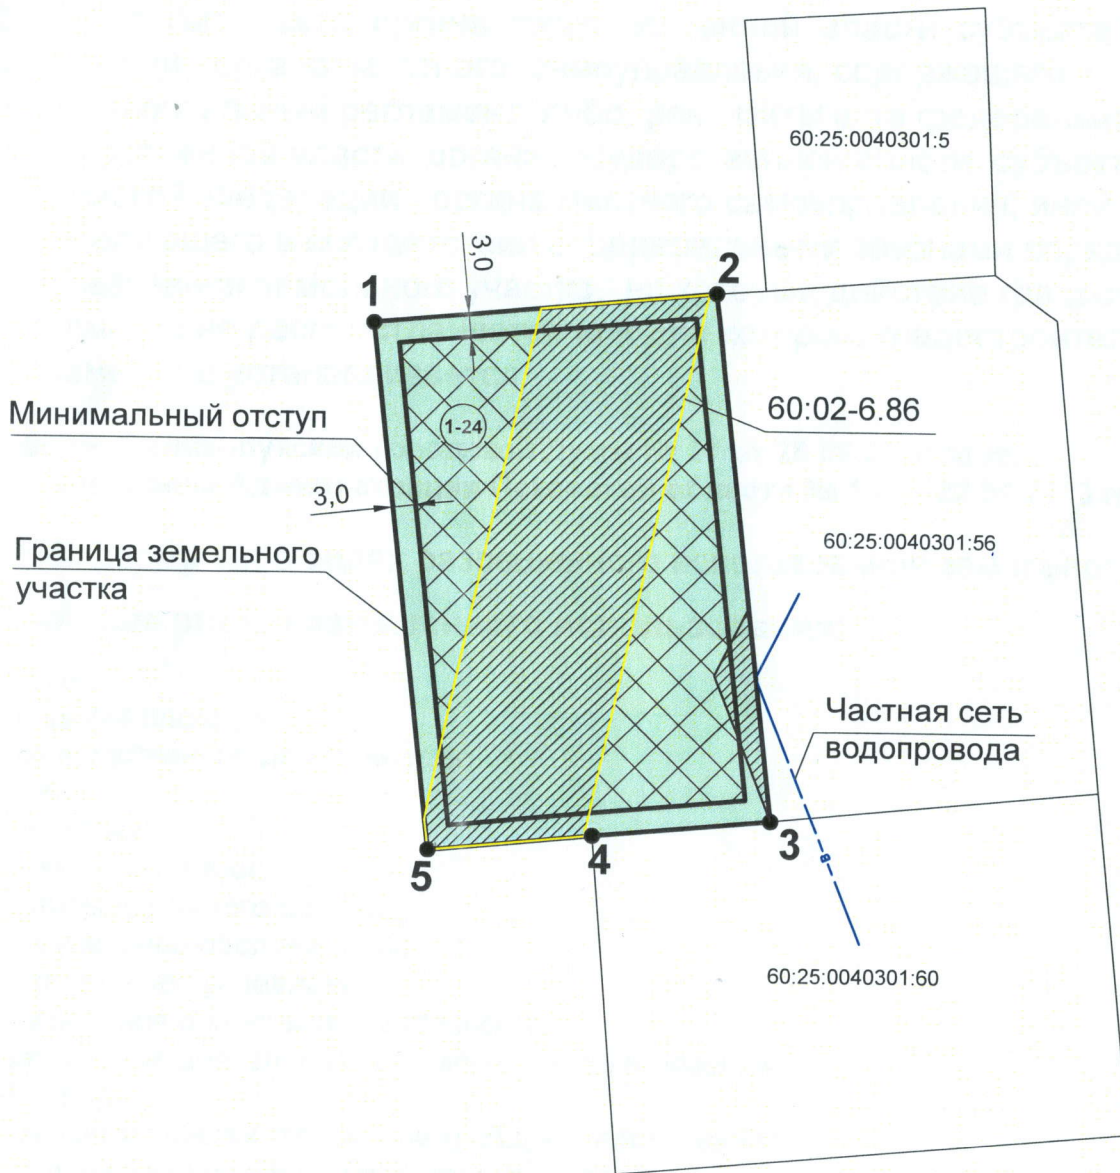 60:25:0040301:5
3,0
1
2
1-24
60:02-6.86
Минимальный отступ
3,0
60:25:0040301:56
Граница земельного
участка
Частная сеть
водопровода
3
4
5
в
60:25:0040301:60